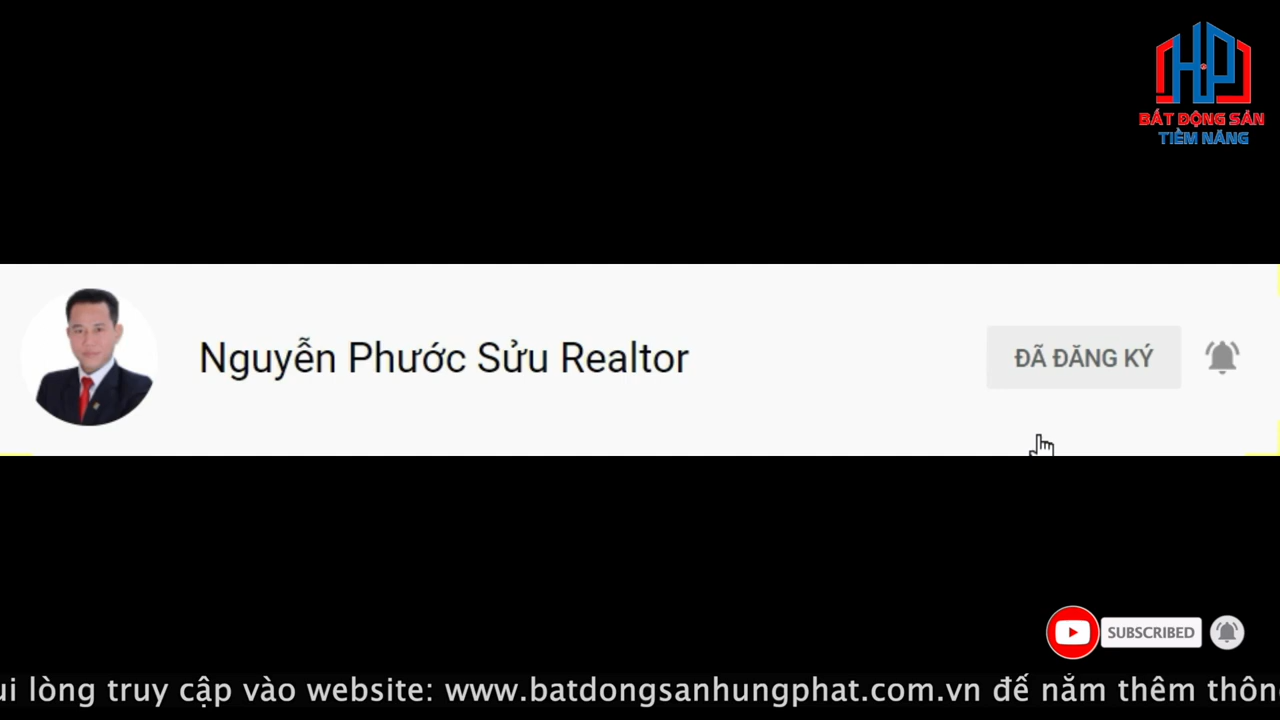 HP
BẤT ĐỘNG SẢN
TIỀM NĂNG
Nguyễn Phước Sửu Realtor
ĐÃ ĐĂNG KÝ
SUBSCRIBED
ui lòng truy cập vào website: www.batdongsanhungphat.com.vn để nắm thêm thôn